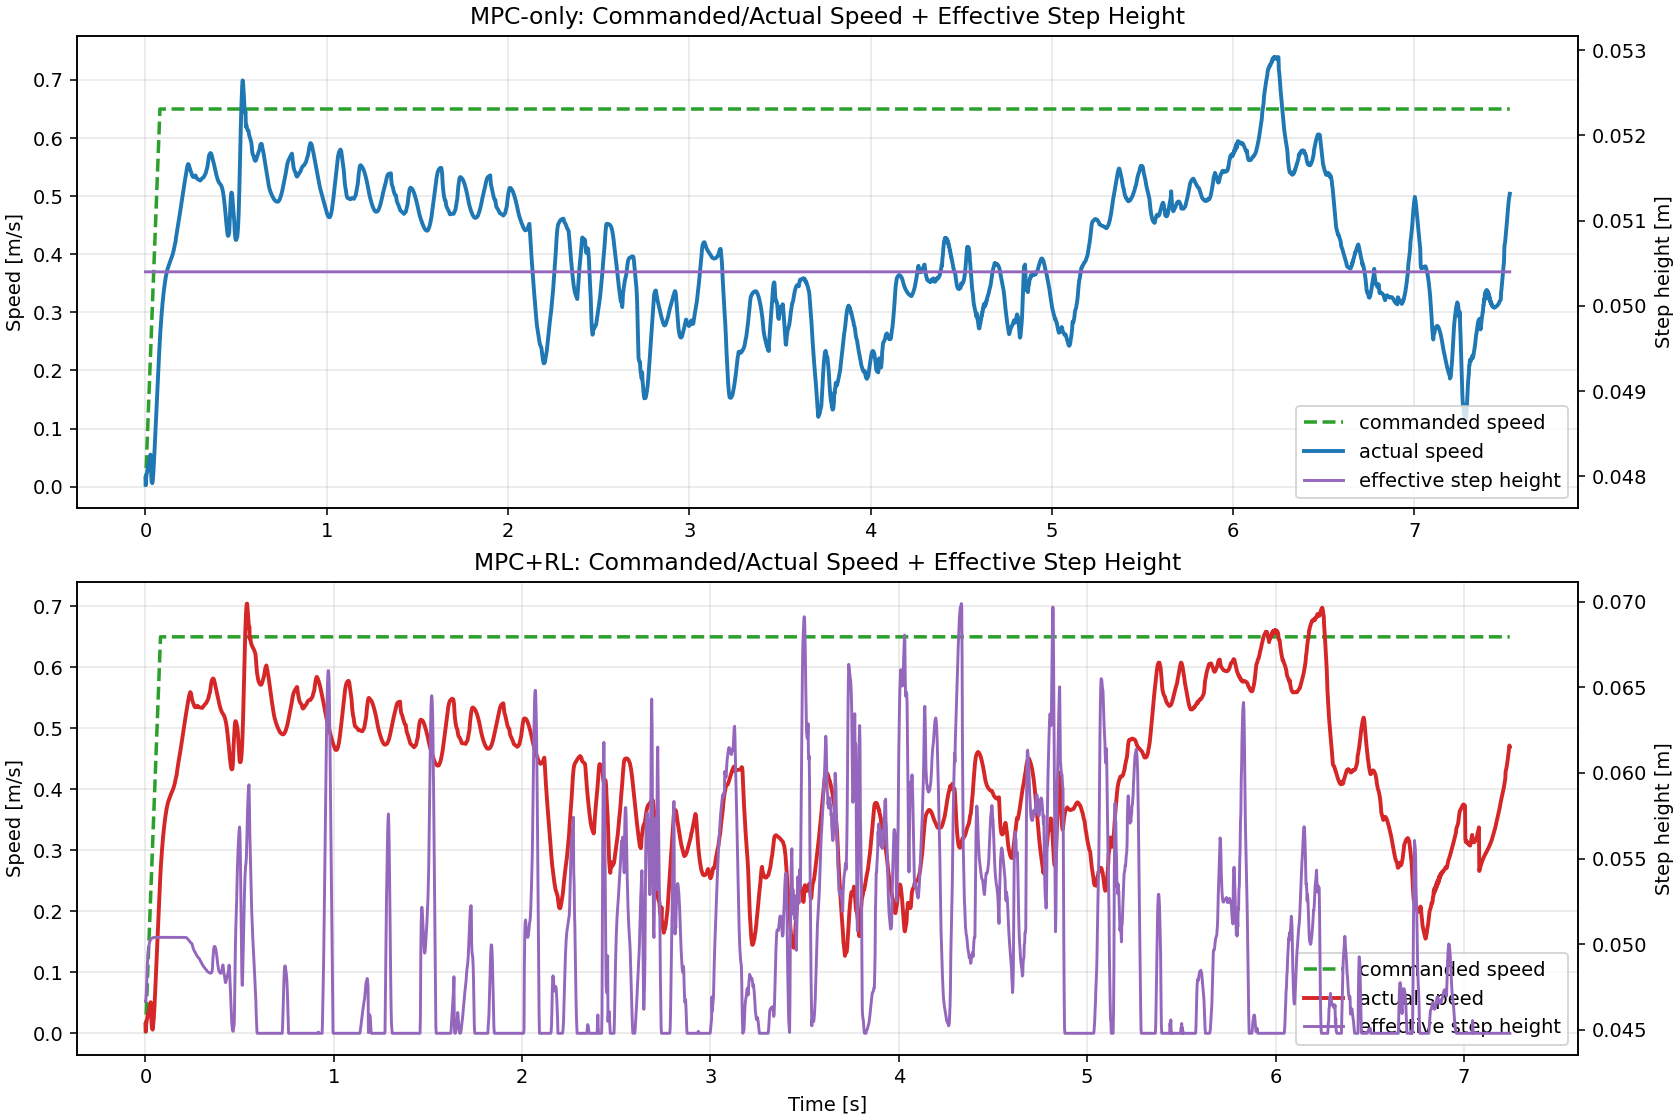 MPC-only: Commanded/Actual Speed + Effective Step Height
Speed [m/s]
0.7
0.6
0.5
0.4
0.3
0.2
0.1
0.0
0.053
0.052
0.051
0.050
0.049
0.048
Step height [m]
commanded speed
actual speed
effective step height
0 1 2 3 4 5 6 7
MPC+RL: Commanded/Actual Speed + Effective Step Height
Speed [m/s]
0.7
0.6
0.5
0.4
0.3
0.2
0.1
0.0
0.070
0.065
0.060
0.055
0.050
0.045
Step height [m]
commanded speed
actual speed
effective step height
0 1 2 3 4 5 6 7
Time [s]